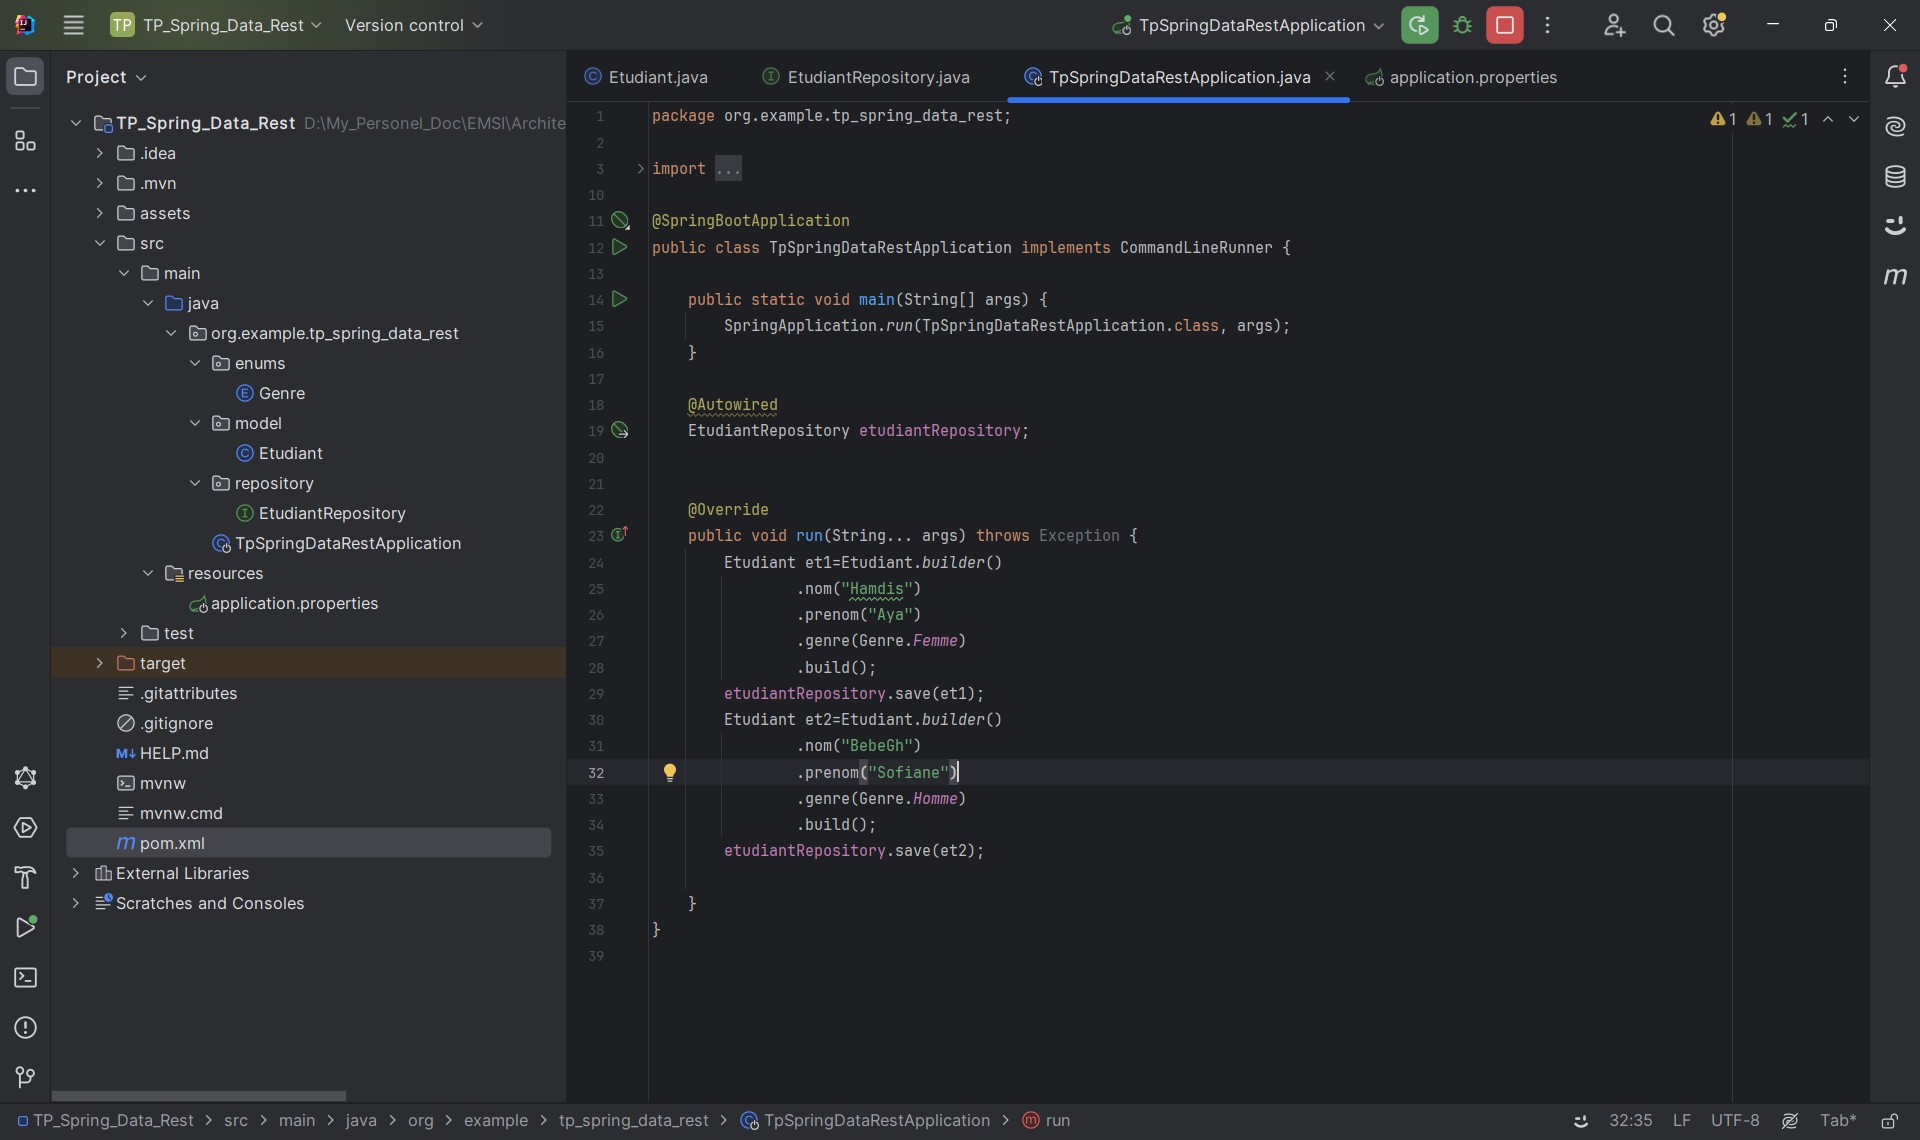 TP TP_Spring_Data_Rest Version control TpSpringDataRestApplication
Project
Etudiant.java EtudiantRepository.java TpSpringDataRestApplication.java application.properties
TP_Spring_Data_Rest D:\My_Personel_Doc\EMSI\Archite
.idea
.mvn
assets
src
main
java
org.example.tp_spring_data_rest
enums
Genre
model
Etudiant
repository
EtudiantRepository
TpSpringDataRestApplication
resources
application.properties
test
target
.gitattributes
.gitignore
M↓ HELP.md
mvnw
mvnw.cmd
m pom.xml
External Libraries
Scratches and Consoles
1 package org.example.tp_spring_data_rest;
1 1 1
2
3 import ...
10
11 @SpringBootApplication
12 public class TpSpringDataRestApplication implements CommandLineRunner {
13
14 public static void main(String[] args) {
15 SpringApplication.run(TpSpringDataRestApplication.class, args);
16 }
17
18 @Autowired
19 EtudiantRepository etudiantRepository;
20
21
22 @Override
23 public void run(String... args) throws Exception {
24 Etudiant et1=Etudiant.builder()
25 .nom("Hamdis")
26 .prenom("Aya")
27 .genre(Genre.Femme)
28 .build();
29 etudiantRepository.save(et1);
30 Etudiant et2=Etudiant.builder()
31 .nom("BebeGh")
32 .prenom("Sofiane")
33 .genre(Genre.Homme)
34 .build();
35 etudiantRepository.save(et2);
36
37 }
38 }
39
m
TP_Spring_Data_Rest > src > main > java > org > example > tp_spring_data_rest > TpSpringDataRestApplication > m run 32:35 LF UTF-8 Tab*